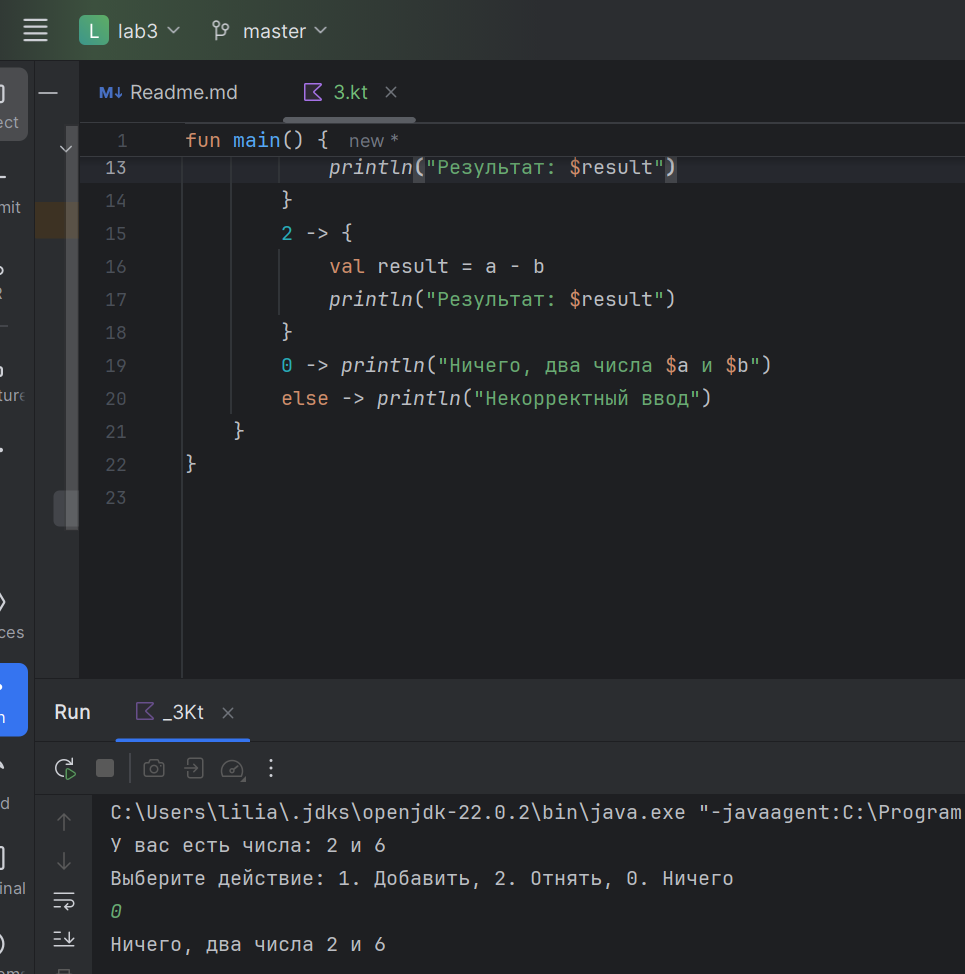 L lab3 master
M↓ Readme.md 3.kt
ect
1 fun main() { new *
13 println("Результат: $result")
14 }
mit
15 2 -> {
16 val result = a - b
17 println("Результат: $result")
18 }
19 0 -> println("Ничего, два числа $a и $b")
20 else -> println("Некорректный ввод")
21 }
22 }
23
ces
Run _3Kt
C:\Users\lilia\.jdks\openjdk-22.0.2\bin\java.exe "-javaagent:C:\Program
У вас есть числа: 2 и 6
Выберите действие: 1. Добавить, 2. Отнять, 0. Ничего
inal
0
Ничего, два числа 2 и 6